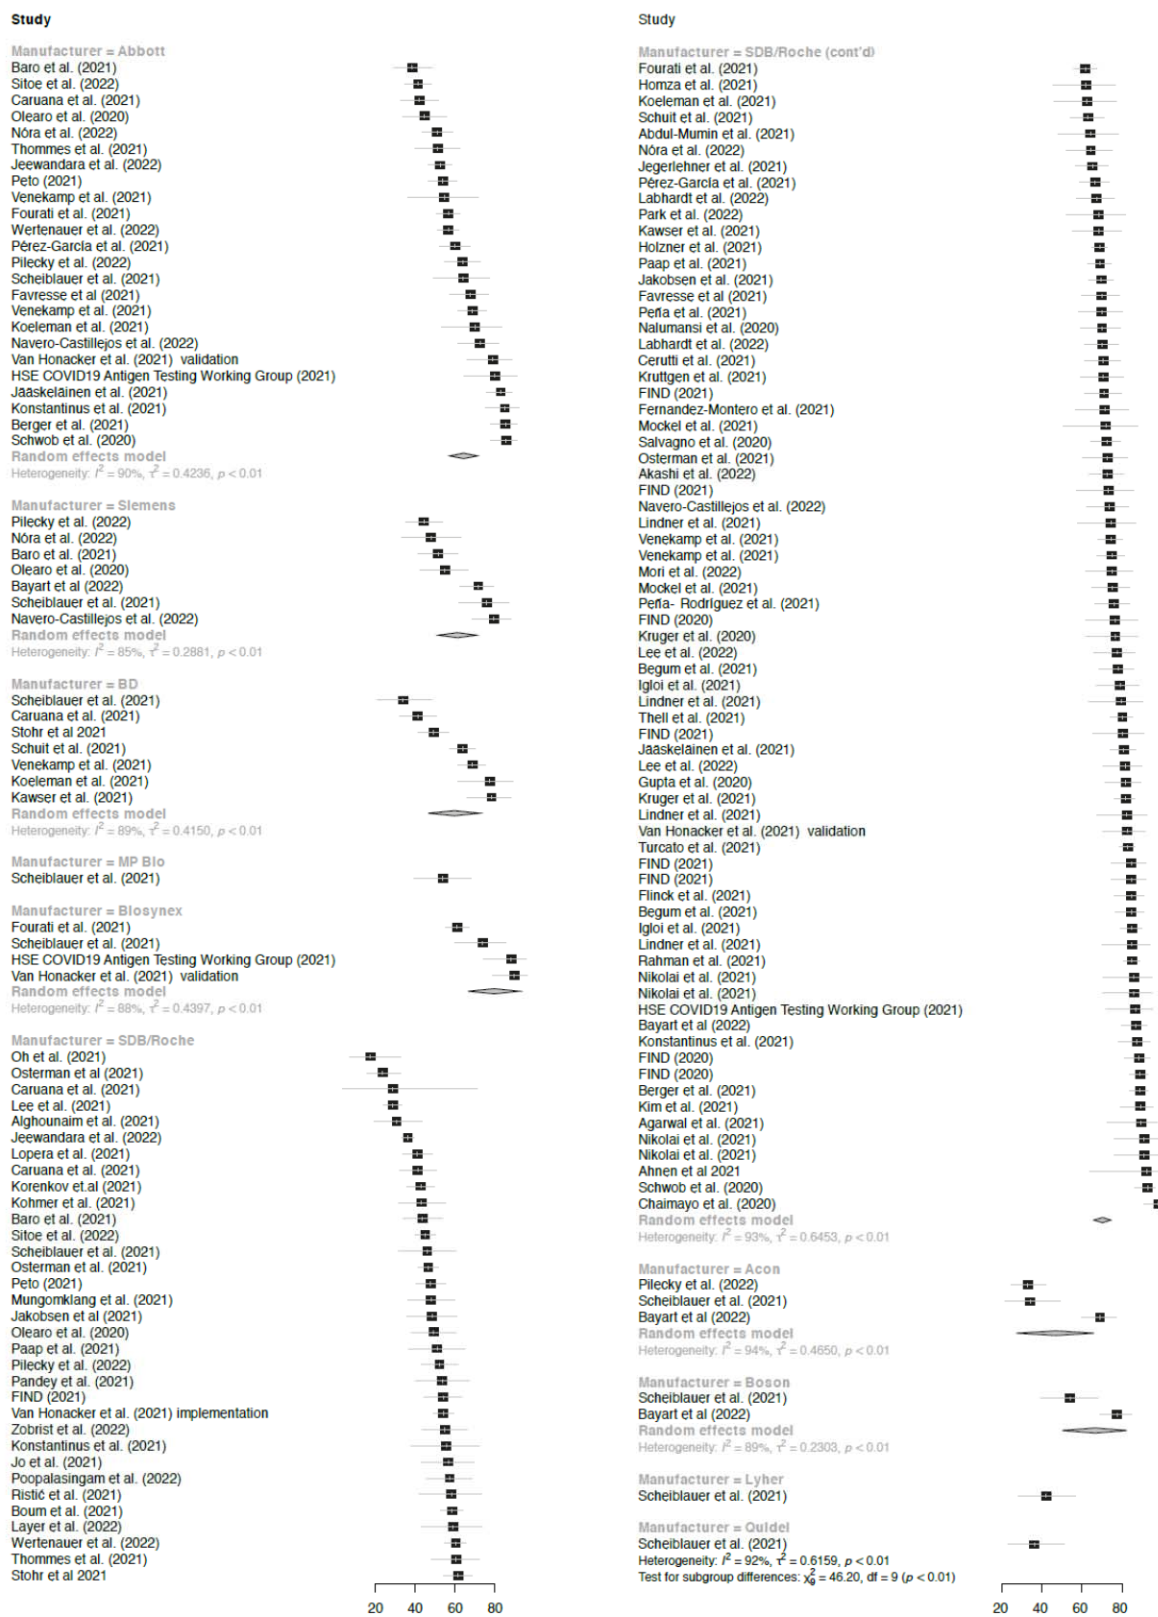 Study
Manufacturer = Abbott
Baro et al. (2021)
Sitoe et al. (2022)
Caruana et al. (2021)
Olearo et al. (2020)
Nóra et al. (2022)
Thommes et al. (2021)
Jeewandara et al. (2022)
Peto (2021)
Venekamp et al. (2021)
Fourati et al. (2021)
Wertenauer et al. (2022)
Pérez-García et al. (2021)
Pilecky et al. (2022)
Scheiblauer et al. (2021)
Favresse et al (2021)
Venekamp et al. (2021)
Koeleman et al. (2021)
Navero-Castillejos et al. (2022)
Van Honacker et al. (2021) validation
HSE COVID19 Antigen Testing Working Group (2021)
Jääskeläinen et al. (2021)
Konstantinus et al. (2021)
Berger et al. (2021)
Schwob et al. (2020)
Random effects model
Heterogeneity: I² = 90%, τ² = 0.4236, p < 0.01
Manufacturer = Siemens
Pilecky et al. (2022)
Nóra et al. (2022)
Baro et al. (2021)
Olearo et al. (2020)
Bayart et al (2022)
Scheiblauer et al. (2021)
Navero-Castillejos et al. (2022)
Random effects model
Heterogeneity: I² = 85%, τ² = 0.2881, p < 0.01
Manufacturer = BD
Scheiblauer et al. (2021)
Caruana et al. (2021)
Stohr et al 2021
Schuit et al. (2021)
Venekamp et al. (2021)
Koeleman et al. (2021)
Kawser et al. (2021)
Random effects model
Heterogeneity: I² = 89%, τ² = 0.4150, p < 0.01
Manufacturer = MP Bio
Scheiblauer et al. (2021)
Manufacturer = Biosynex
Fourati et al. (2021)
Scheiblauer et al. (2021)
HSE COVID19 Antigen Testing Working Group (2021)
Van Honacker et al. (2021) validation
Random effects model
Heterogeneity: I² = 88%, τ² = 0.4397, p < 0.01
Manufacturer = SDB/Roche
Oh et al. (2021)
Osterman et al (2021)
Caruana et al. (2021)
Lee et al. (2021)
Alghounaim et al. (2021)
Jeewandara et al. (2022)
Lopera et al. (2021)
Caruana et al. (2021)
Korenkov et.al (2021)
Kohmer et al. (2021)
Baro et al. (2021)
Sitoe et al. (2022)
Scheiblauer et al. (2021)
Osterman et al. (2021)
Peto (2021)
Mungomklang et al. (2021)
Jakobsen et al (2021)
Olearo et al. (2020)
Paap et al. (2021)
Pilecky et al. (2022)
Pandey et al. (2021)
FIND (2021)
Van Honacker et al. (2021) implementation
Zobrist et al. (2022)
Konstantinus et al. (2021)
Jo et al. (2021)
Poopalasingam et al. (2022)
Ristić et al. (2021)
Boum et al. (2021)
Layer et al. (2022)
Wertenauer et al. (2022)
Thommes et al. (2021)
Stohr et al 2021
20 40 60 80
Study
Manufacturer = SDB/Roche (cont'd)
Fourati et al. (2021)
Homza et al. (2021)
Koeleman et al. (2021)
Schuit et al. (2021)
Abdul-Mumin et al. (2021)
Nóra et al. (2022)
Jegerlehner et al. (2021)
Pérez-García et al. (2021)
Labhardt et al. (2022)
Park et al. (2022)
Kawser et al. (2021)
Holzner et al. (2021)
Paap et al. (2021)
Jakobsen et al. (2021)
Favresse et al (2021)
Peña et al. (2021)
Nalumansi et al. (2020)
Labhardt et al. (2022)
Cerutti et al. (2021)
Kruttgen et al. (2021)
FIND (2021)
Fernandez-Montero et al. (2021)
Mockel et al. (2021)
Salvagno et al. (2020)
Osterman et al. (2021)
Akashi et al. (2022)
FIND (2021)
Navero-Castillejos et al. (2022)
Lindner et al. (2021)
Venekamp et al. (2021)
Venekamp et al. (2021)
Mori et al. (2022)
Mockel et al. (2021)
Peña- Rodríguez et al. (2021)
FIND (2020)
Kruger et al. (2020)
Lee et al. (2022)
Begum et al. (2021)
Igloi et al. (2021)
Lindner et al. (2021)
Thell et al. (2021)
FIND (2021)
Jääskeläinen et al. (2021)
Lee et al. (2022)
Gupta et al. (2020)
Kruger et al. (2021)
Lindner et al. (2021)
Van Honacker et al. (2021) validation
Turcato et al. (2021)
FIND (2021)
FIND (2021)
Flinck et al. (2021)
Begum et al. (2021)
Igloi et al. (2021)
Lindner et al. (2021)
Rahman et al. (2021)
Nikolai et al. (2021)
Nikolai et al. (2021)
HSE COVID19 Antigen Testing Working Group (2021)
Bayart et al (2022)
Konstantinus et al. (2021)
FIND (2020)
FIND (2020)
Berger et al. (2021)
Kim et al. (2021)
Agarwal et al. (2021)
Nikolai et al. (2021)
Nikolai et al. (2021)
Ahnen et al 2021
Schwob et al. (2020)
Chaimayo et al. (2020)
Random effects model
Heterogeneity: I² = 93%, τ² = 0.6453, p < 0.01
Manufacturer = Acon
Pilecky et al. (2022)
Scheiblauer et al. (2021)
Bayart et al (2022)
Random effects model
Heterogeneity: I² = 94%, τ² = 0.4650, p < 0.01
Manufacturer = Boson
Scheiblauer et al. (2021)
Bayart et al (2022)
Random effects model
Heterogeneity: I² = 89%, τ² = 0.2303, p < 0.01
Manufacturer = Lyher
Scheiblauer et al. (2021)
Manufacturer = Quidel
Scheiblauer et al. (2021)
Heterogeneity: I² = 92%, τ² = 0.6159, p < 0.01
Test for subgroup differences: χ²₉ = 46.20, df = 9 (p < 0.01)
20 40 60 80